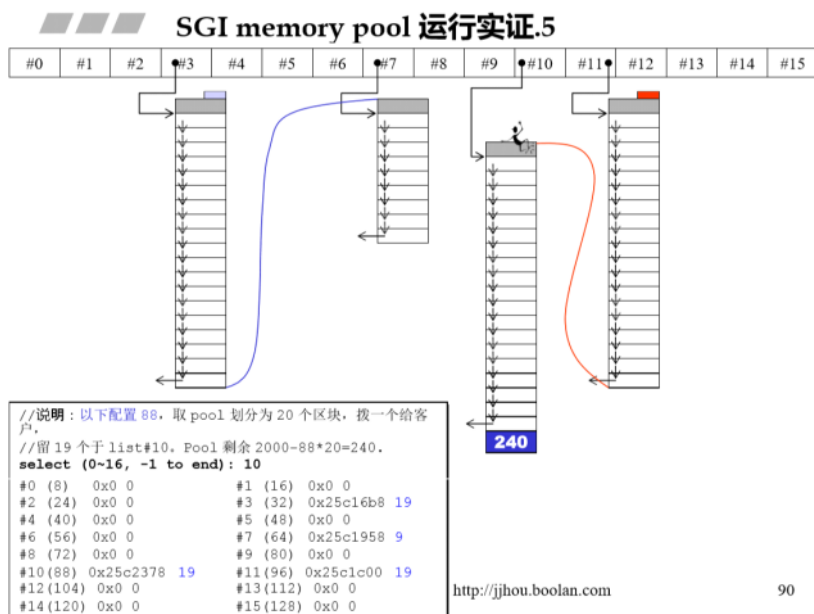 SGI memory pool 运行实证.5
#0 #1 #2 #3 #4 #5 #6 #7 #8 #9 #10 #11 #12 #13 #14 #15
240
//说明：以下配置 88，取 pool 划分为 20 个区块，拨一个给客
户，
//留 19 个于 list#10。Pool 剩余 2000-88*20=240.
select (0~16, -1 to end): 10
#0 (8) 0x0 0 #1 (16) 0x0 0
#2 (24) 0x0 0 #3 (32) 0x25c16b8 19
#4 (40) 0x0 0 #5 (48) 0x0 0
#6 (56) 0x0 0 #7 (64) 0x25c1958 9
#8 (72) 0x0 0 #9 (80) 0x0 0
#10(88) 0x25c2378 19 #11(96) 0x25c1c00 19
#12(104) 0x0 0 #13(112) 0x0 0
#14(120) 0x0 0 #15(128) 0x0 0
http://jjhou.boolan.com 90